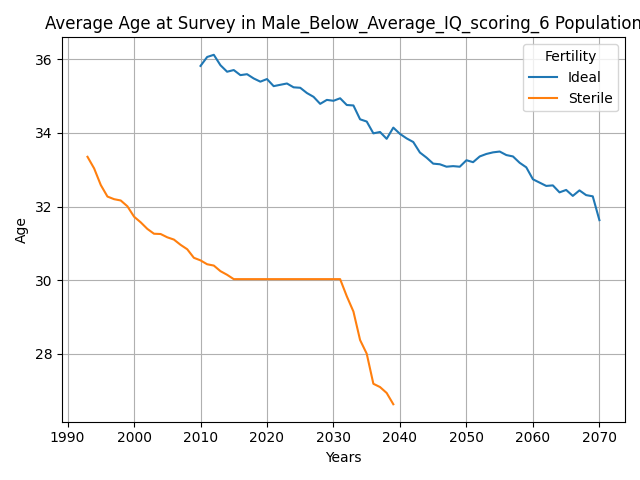 Average Age at Survey in Male_Below_Average_IQ_scoring_6 Population
Fertility
Ideal
Sterile
36
34
32
30
28
Age
1990
2000
2010
2020
2030
2040
2050
2060
2070
Years